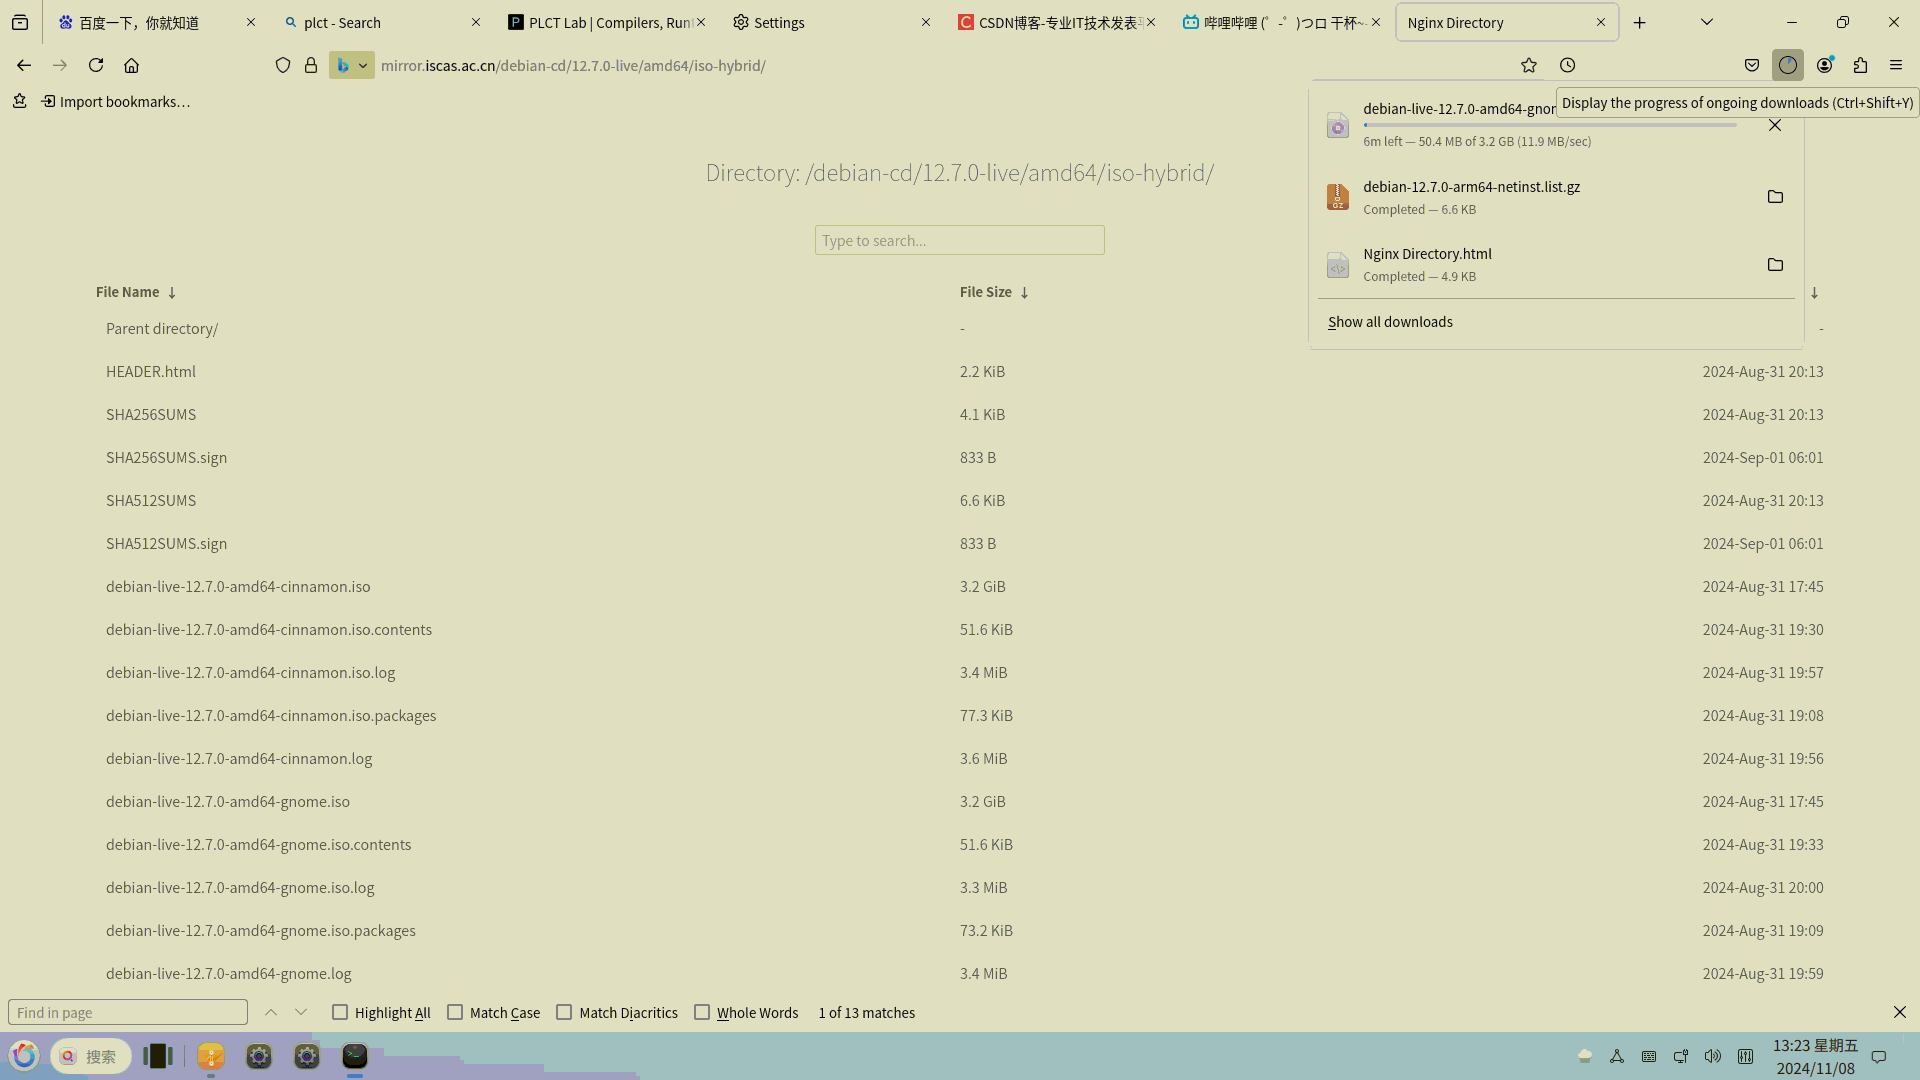 百度一下，你就知道
plct - Search
PLCT Lab | Compilers, Run
Settings
CSDN博客-专业IT技术发表
哔哩哔哩 (゜-゜)つロ 干杯~-
Nginx Directory
mirror.iscas.ac.cn/debian-cd/12.7.0-live/amd64/iso-hybrid/
Import bookmarks…
Display the progress of ongoing downloads (Ctrl+Shift+Y)
debian-live-12.7.0-amd64-gnor
6m left — 50.4 MB of 3.2 GB (11.9 MB/sec)
debian-12.7.0-arm64-netinst.list.gz
Completed — 6.6 KB
Nginx Directory.html
Completed — 4.9 KB
Show all downloads
Directory: /debian-cd/12.7.0-live/amd64/iso-hybrid/
Type to search...
File Name ↓ File Size ↓ ↓
Parent directory/ - -
HEADER.html 2.2 KiB 2024-Aug-31 20:13
SHA256SUMS 4.1 KiB 2024-Aug-31 20:13
SHA256SUMS.sign 833 B 2024-Sep-01 06:01
SHA512SUMS 6.6 KiB 2024-Aug-31 20:13
SHA512SUMS.sign 833 B 2024-Sep-01 06:01
debian-live-12.7.0-amd64-cinnamon.iso 3.2 GiB 2024-Aug-31 17:45
debian-live-12.7.0-amd64-cinnamon.iso.contents 51.6 KiB 2024-Aug-31 19:30
debian-live-12.7.0-amd64-cinnamon.iso.log 3.4 MiB 2024-Aug-31 19:57
debian-live-12.7.0-amd64-cinnamon.iso.packages 77.3 KiB 2024-Aug-31 19:08
debian-live-12.7.0-amd64-cinnamon.log 3.6 MiB 2024-Aug-31 19:56
debian-live-12.7.0-amd64-gnome.iso 3.2 GiB 2024-Aug-31 17:45
debian-live-12.7.0-amd64-gnome.iso.contents 51.6 KiB 2024-Aug-31 19:33
debian-live-12.7.0-amd64-gnome.iso.log 3.3 MiB 2024-Aug-31 20:00
debian-live-12.7.0-amd64-gnome.iso.packages 73.2 KiB 2024-Aug-31 19:09
debian-live-12.7.0-amd64-gnome.log 3.4 MiB 2024-Aug-31 19:59
Find in page
Highlight All
Match Case
Match Diacritics
Whole Words
1 of 13 matches
搜索
13:23 星期五
2024/11/08